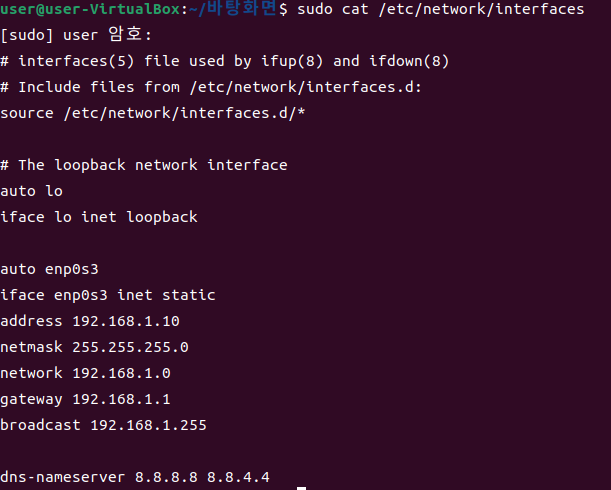 user@user-VirtualBox:~/바탕화면$ sudo cat /etc/network/interfaces
[sudo] user 암호:
# interfaces(5) file used by ifup(8) and ifdown(8)
# Include files from /etc/network/interfaces.d:
source /etc/network/interfaces.d/*
# The loopback network interface
auto lo
iface lo inet loopback
auto enp0s3
iface enp0s3 inet static
address 192.168.1.10
netmask 255.255.255.0
network 192.168.1.0
gateway 192.168.1.1
broadcast 192.168.1.255
dns-nameserver 8.8.8.8 8.8.4.4